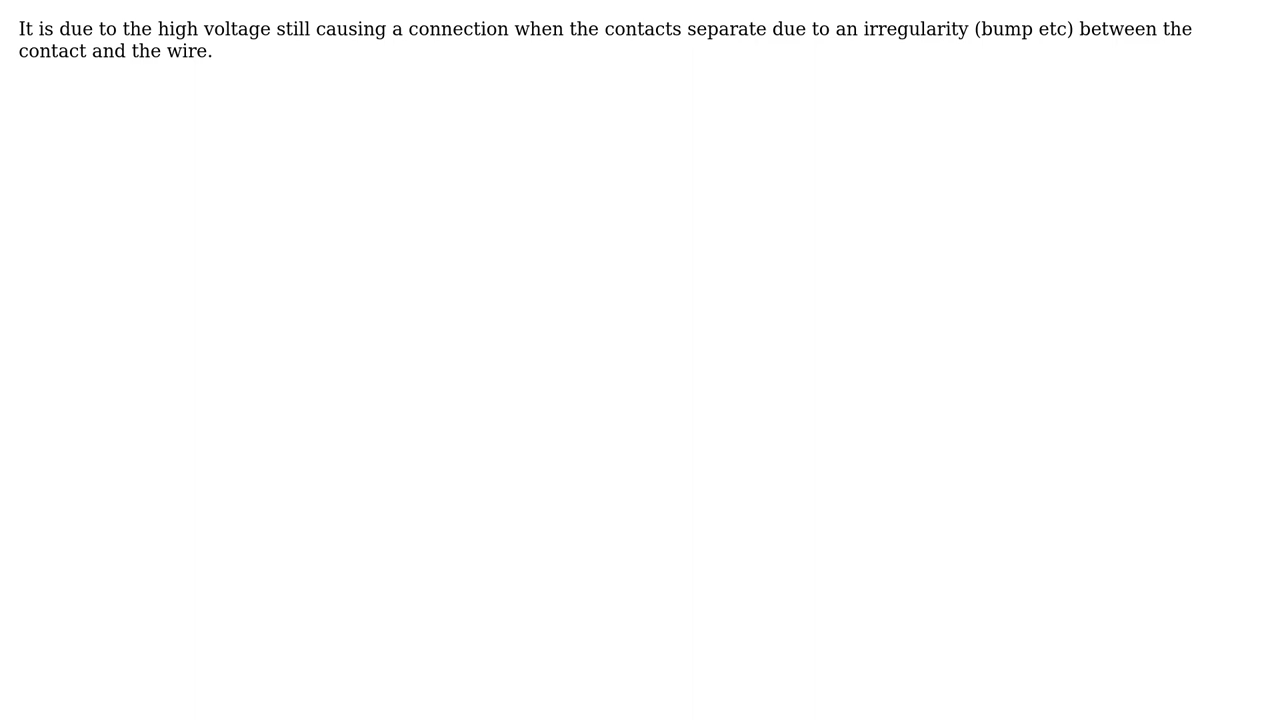 It is due to the high voltage still causing a connection when the contacts separate due to an irregularity (bump etc) between the
contact and the wire.